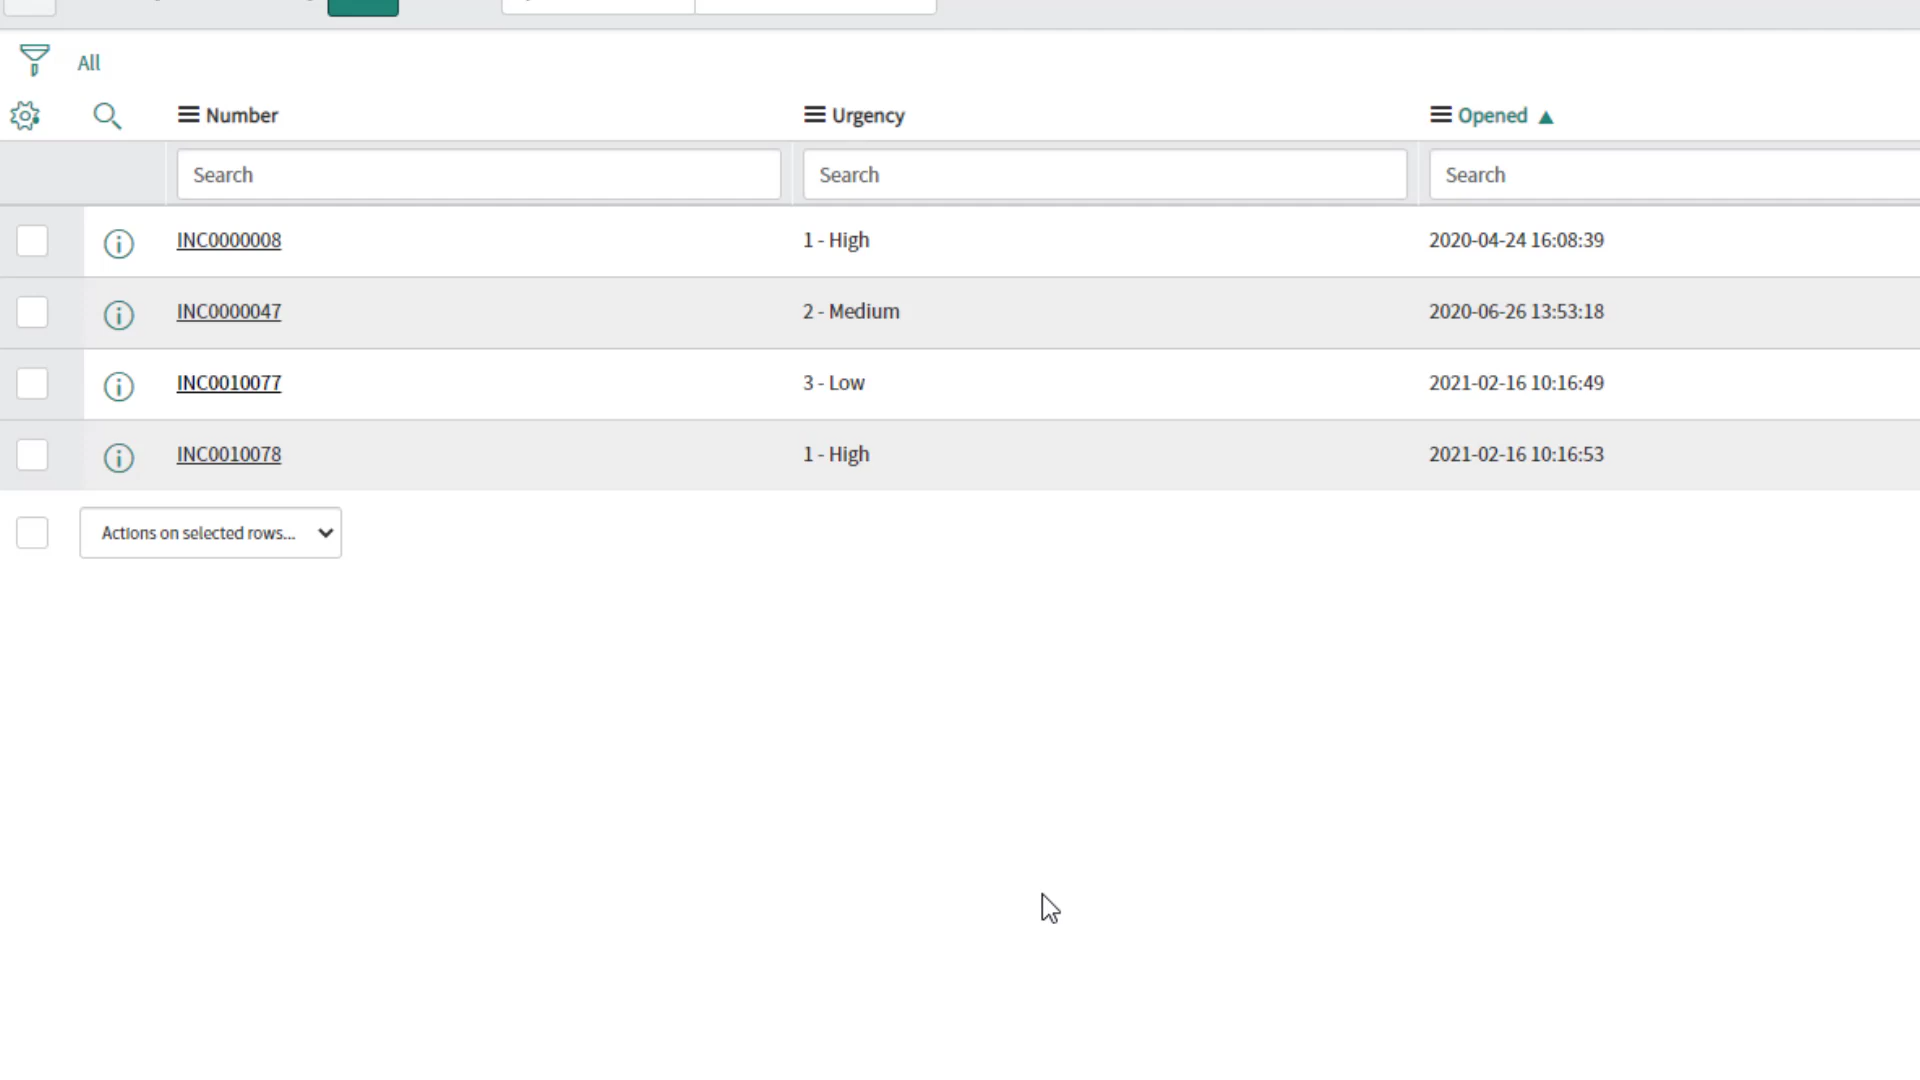 All
Number Urgency Opened ▲
Search Search Search
INC0000008 1 - High 2020-04-24 16:08:39
INC0000047 2 - Medium 2020-06-26 13:53:18
INC0010077 3 - Low 2021-02-16 10:16:49
INC0010078 1 - High 2021-02-16 10:16:53
Actions on selected rows...